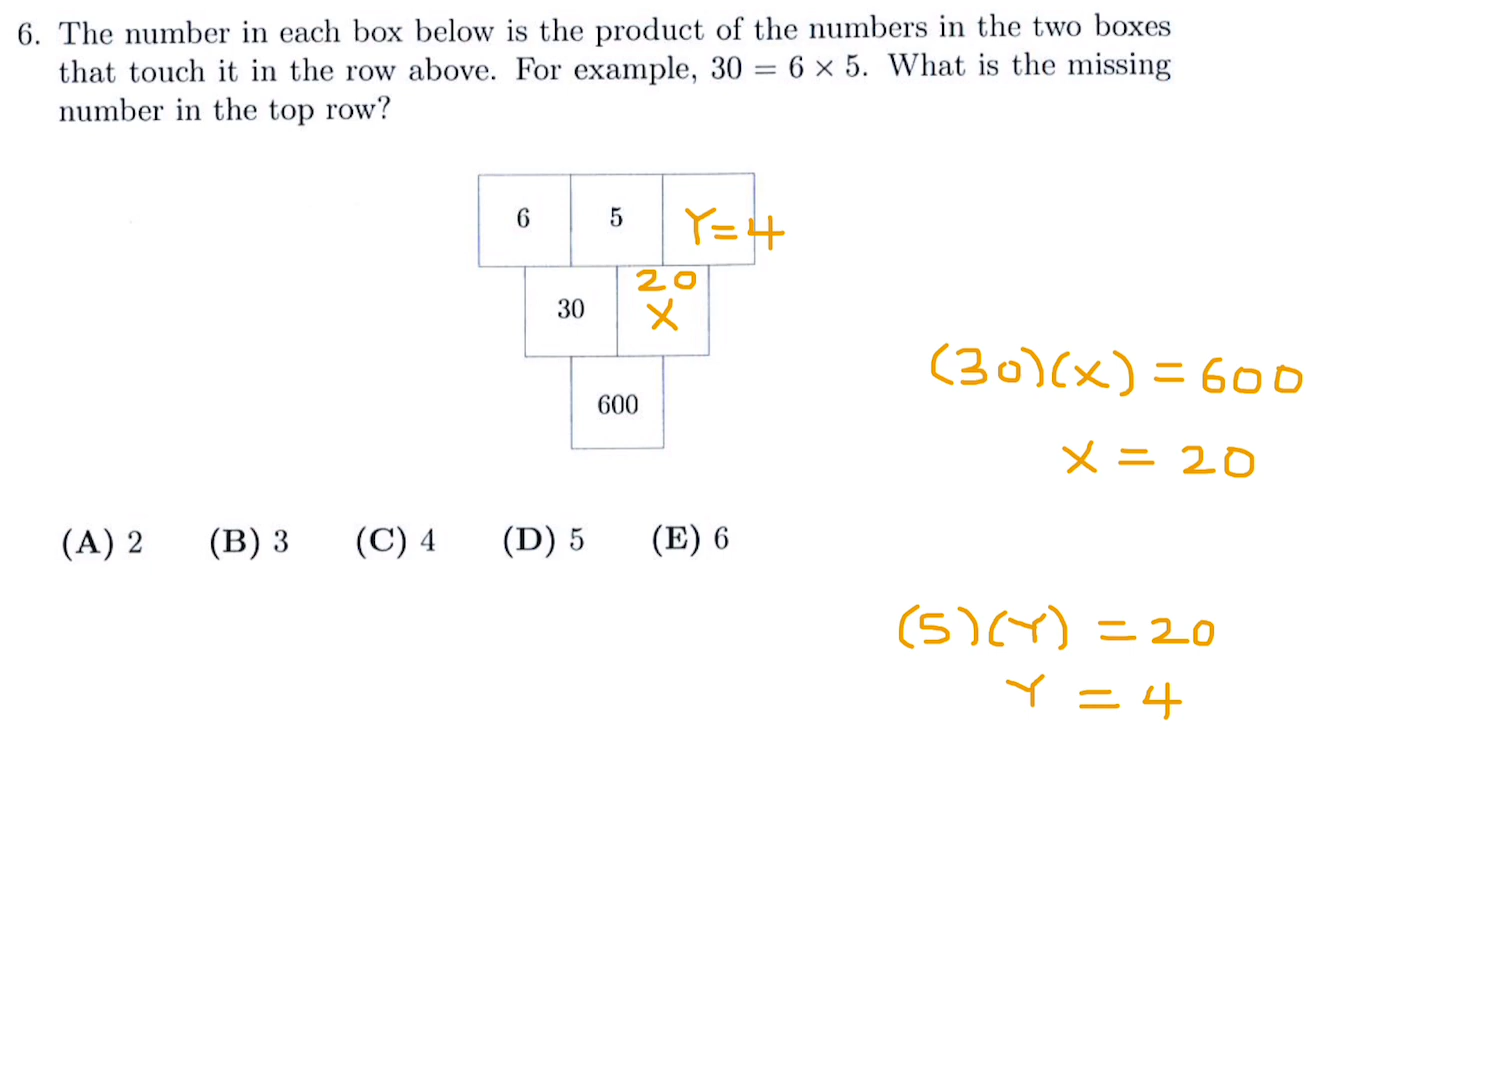 6. The number in each box below is the product of the numbers in the two boxes
that touch it in the row above. For example, 30 = 6 × 5. What is the missing
number in the top row?
6 5 Y=4
20
30 X
600
(30)(X) = 600
X = 20
(A) 2 (B) 3 (C) 4 (D) 5 (E) 6
(5)(Y) = 20
Y = 4